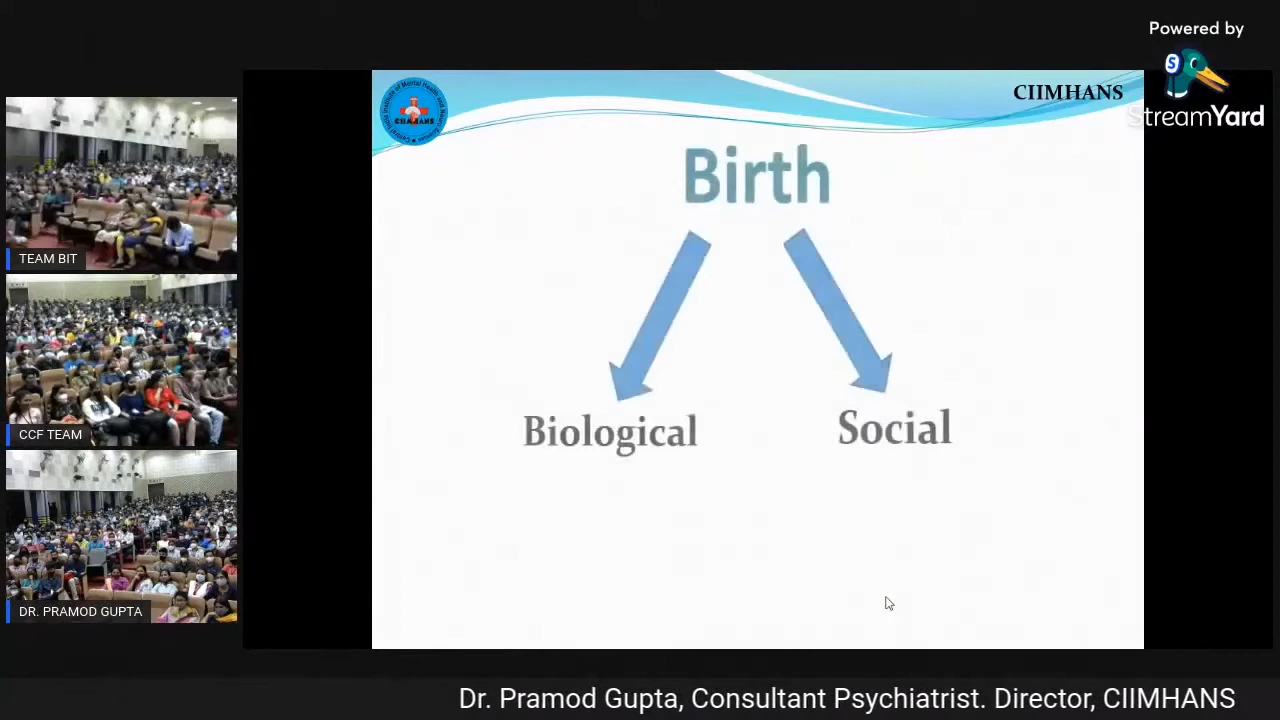 Powered by
StreamYard
CIIMHANS
CIIMHANS
Birth
Biological
Social
TEAM BIT
CCF TEAM
DR. PRAMOD GUPTA
Dr. Pramod Gupta, Consultant Psychiatrist. Director, CIIMHANS